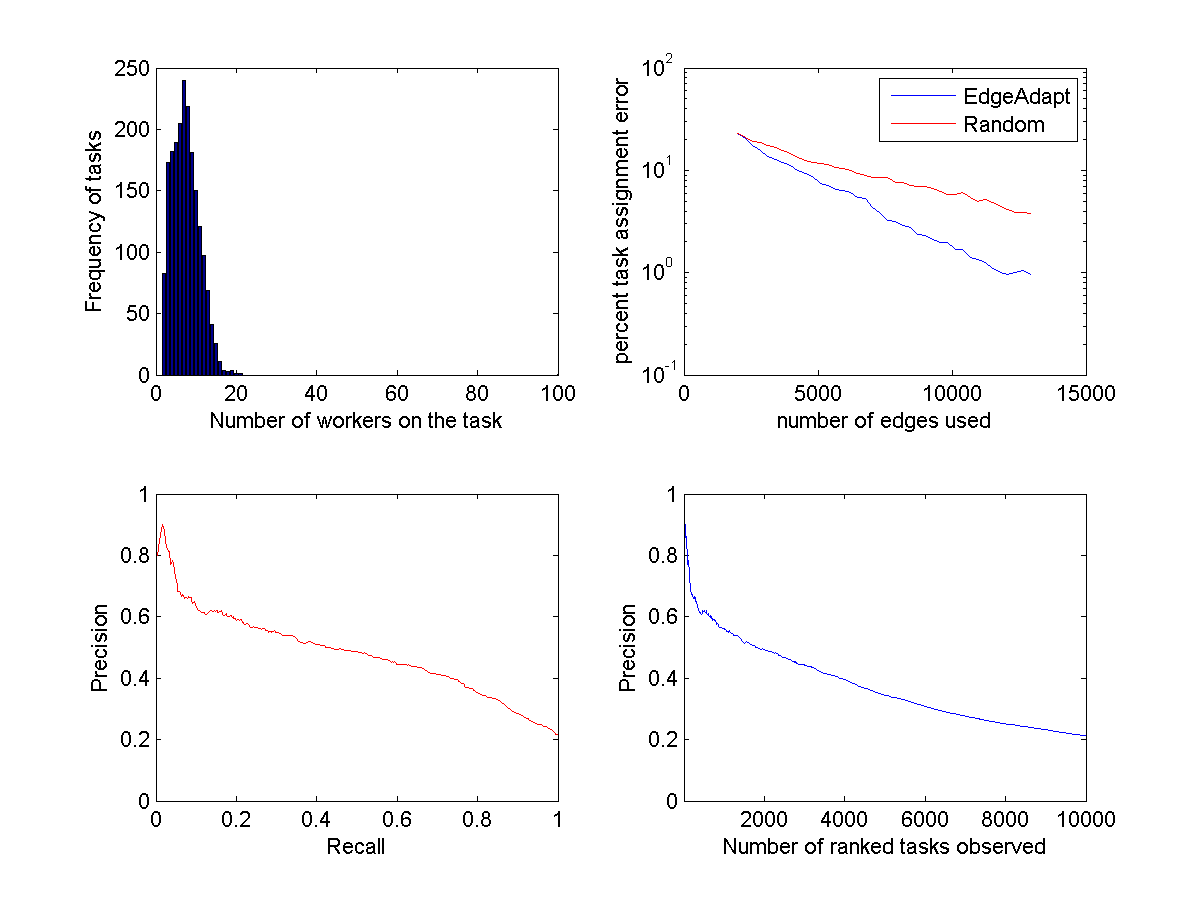 250
200
150
100
50
0
Frequency of tasks
0 20 40 60 80 100
Number of workers on the task
10^2
10^1
10^0
10^-1
percent task assignment error
EdgeAdapt
Random
0 5000 10000 15000
number of edges used
1
0.8
0.6
0.4
0.2
0
Precision
0 0.2 0.4 0.6 0.8 1
Recall
1
0.8
0.6
0.4
0.2
0
Precision
2000 4000 6000 8000 10000
Number of ranked tasks observed